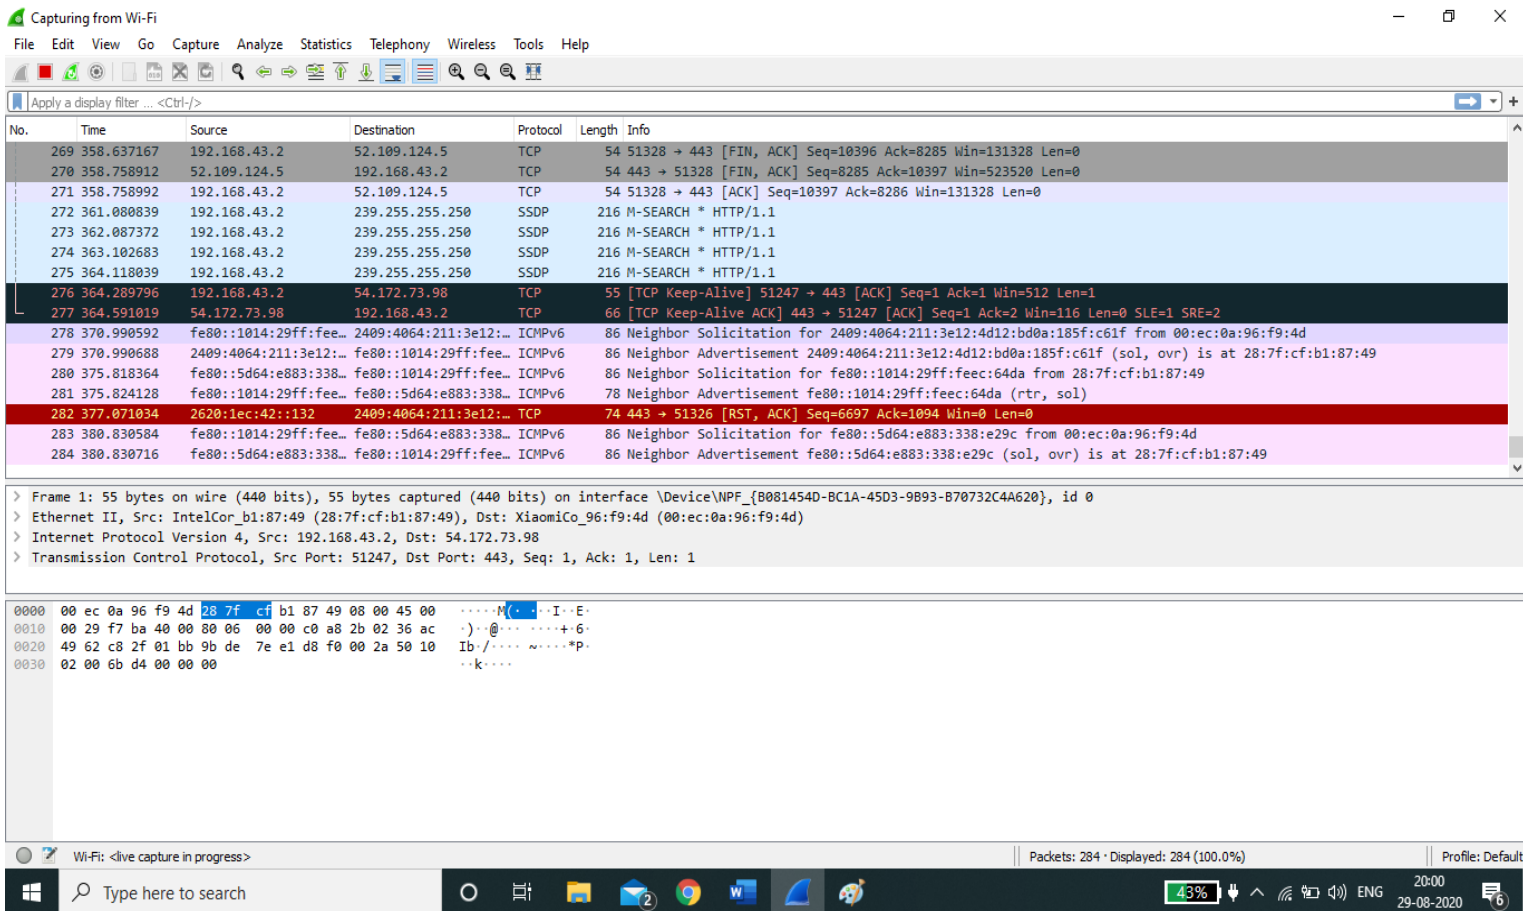 Capturing from Wi-Fi
File Edit View Go Capture Analyze Statistics Telephony Wireless Tools Help
Apply a display filter ... <Ctrl-/>
No. Time Source Destination Protocol Length Info
269 358.637167 192.168.43.2 52.109.124.5 TCP 54 51328 → 443 [FIN, ACK] Seq=10396 Ack=8285 Win=131328 Len=0
270 358.758912 52.109.124.5 192.168.43.2 TCP 54 443 → 51328 [FIN, ACK] Seq=8285 Ack=10397 Win=523520 Len=0
271 358.758992 192.168.43.2 52.109.124.5 TCP 54 51328 → 443 [ACK] Seq=10397 Ack=8286 Win=131328 Len=0
272 361.080839 192.168.43.2 239.255.255.250 SSDP 216 M-SEARCH * HTTP/1.1
273 362.087372 192.168.43.2 239.255.255.250 SSDP 216 M-SEARCH * HTTP/1.1
274 363.102683 192.168.43.2 239.255.255.250 SSDP 216 M-SEARCH * HTTP/1.1
275 364.118039 192.168.43.2 239.255.255.250 SSDP 216 M-SEARCH * HTTP/1.1
276 364.289796 192.168.43.2 54.172.73.98 TCP 55 [TCP Keep-Alive] 51247 → 443 [ACK] Seq=1 Ack=1 Win=512 Len=1
277 364.591019 54.172.73.98 192.168.43.2 TCP 66 [TCP Keep-Alive ACK] 443 → 51247 [ACK] Seq=1 Ack=2 Win=116 Len=0 SLE=1 SRE=2
278 370.990592 fe80::1014:29ff:fee… 2409:4064:211:3e12:… ICMPv6 86 Neighbor Solicitation for 2409:4064:211:3e12:4d12:bd0a:185f:c61f from 00:ec:0a:96:f9:4d
279 370.990688 2409:4064:211:3e12:… fe80::1014:29ff:fee… ICMPv6 86 Neighbor Advertisement 2409:4064:211:3e12:4d12:bd0a:185f:c61f (sol, ovr) is at 28:7f:cf:b1:87:49
280 375.818364 fe80::5d64:e883:338… fe80::1014:29ff:fee… ICMPv6 86 Neighbor Solicitation for fe80::1014:29ff:feec:64da from 28:7f:cf:b1:87:49
281 375.824128 fe80::1014:29ff:fee… fe80::5d64:e883:338… ICMPv6 78 Neighbor Advertisement fe80::1014:29ff:feec:64da (rtr, sol)
282 377.071034 2620:1ec:42::132 2409:4064:211:3e12:… TCP 74 443 → 51326 [RST, ACK] Seq=6697 Ack=1094 Win=0 Len=0
283 380.830584 fe80::1014:29ff:fee… fe80::5d64:e883:338… ICMPv6 86 Neighbor Solicitation for fe80::5d64:e883:338:e29c from 00:ec:0a:96:f9:4d
284 380.830716 fe80::5d64:e883:338… fe80::1014:29ff:fee… ICMPv6 86 Neighbor Advertisement fe80::5d64:e883:338:e29c (sol, ovr) is at 28:7f:cf:b1:87:49
> Frame 1: 55 bytes on wire (440 bits), 55 bytes captured (440 bits) on interface \Device\NPF_{B081454D-BC1A-45D3-9B93-B70732C4A620}, id 0
> Ethernet II, Src: IntelCor_b1:87:49 (28:7f:cf:b1:87:49), Dst: XiaomiCo_96:f9:4d (00:ec:0a:96:f9:4d)
> Internet Protocol Version 4, Src: 192.168.43.2, Dst: 54.172.73.98
> Transmission Control Protocol, Src Port: 51247, Dst Port: 443, Seq: 1, Ack: 1, Len: 1
0000 00 ec 0a 96 f9 4d 28 7f cf b1 87 49 08 00 45 00 ·····M(· ··I··E·
0010 00 29 f7 ba 40 00 80 06 00 00 c0 a8 2b 02 36 ac ·)··@··· ····+·6·
0020 49 62 c8 2f 01 bb 9b de 7e e1 d8 f0 00 2a 50 10 Ib·/···· ~····*P·
0030 02 00 6b d4 00 00 00 ··k····
Wi-Fi: <live capture in progress> Packets: 284 · Displayed: 284 (100.0%) Profile: Default
Type here to search 2 43% ENG 20:00
29-08-2020 6